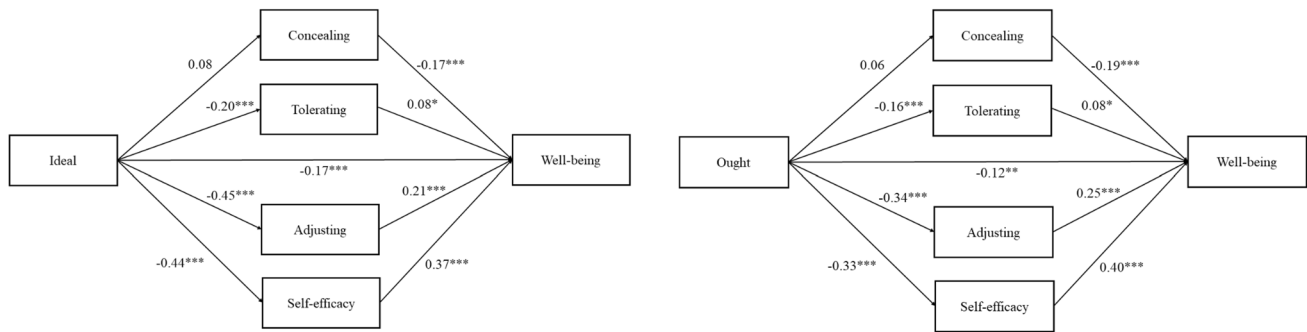 Concealing
0.08
-0.17***
-0.20***
Tolerating
0.08*
Ideal
Well-being
-0.17***
-0.45***
0.21***
Adjusting
-0.44***
0.37***
Self-efficacy
Concealing
0.06
-0.19***
-0.16***
Tolerating
0.08*
Ought
Well-being
-0.12**
-0.34***
0.25***
Adjusting
-0.33***
0.40***
Self-efficacy